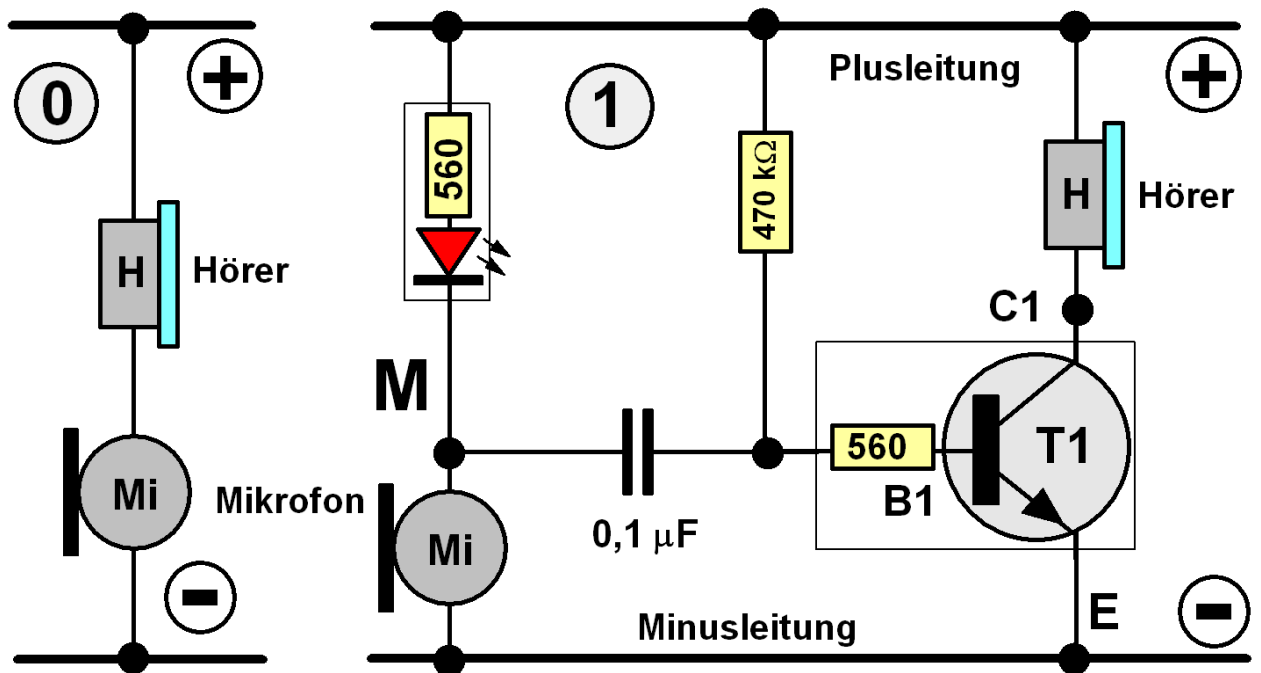 0
+
H
Hörer
Mi
Mikrofon
-
1
Plusleitung
+
560
470 kΩ
H
Hörer
C1
M
560
T1
B1
0,1 μF
Mi
E
Minusleitung
-